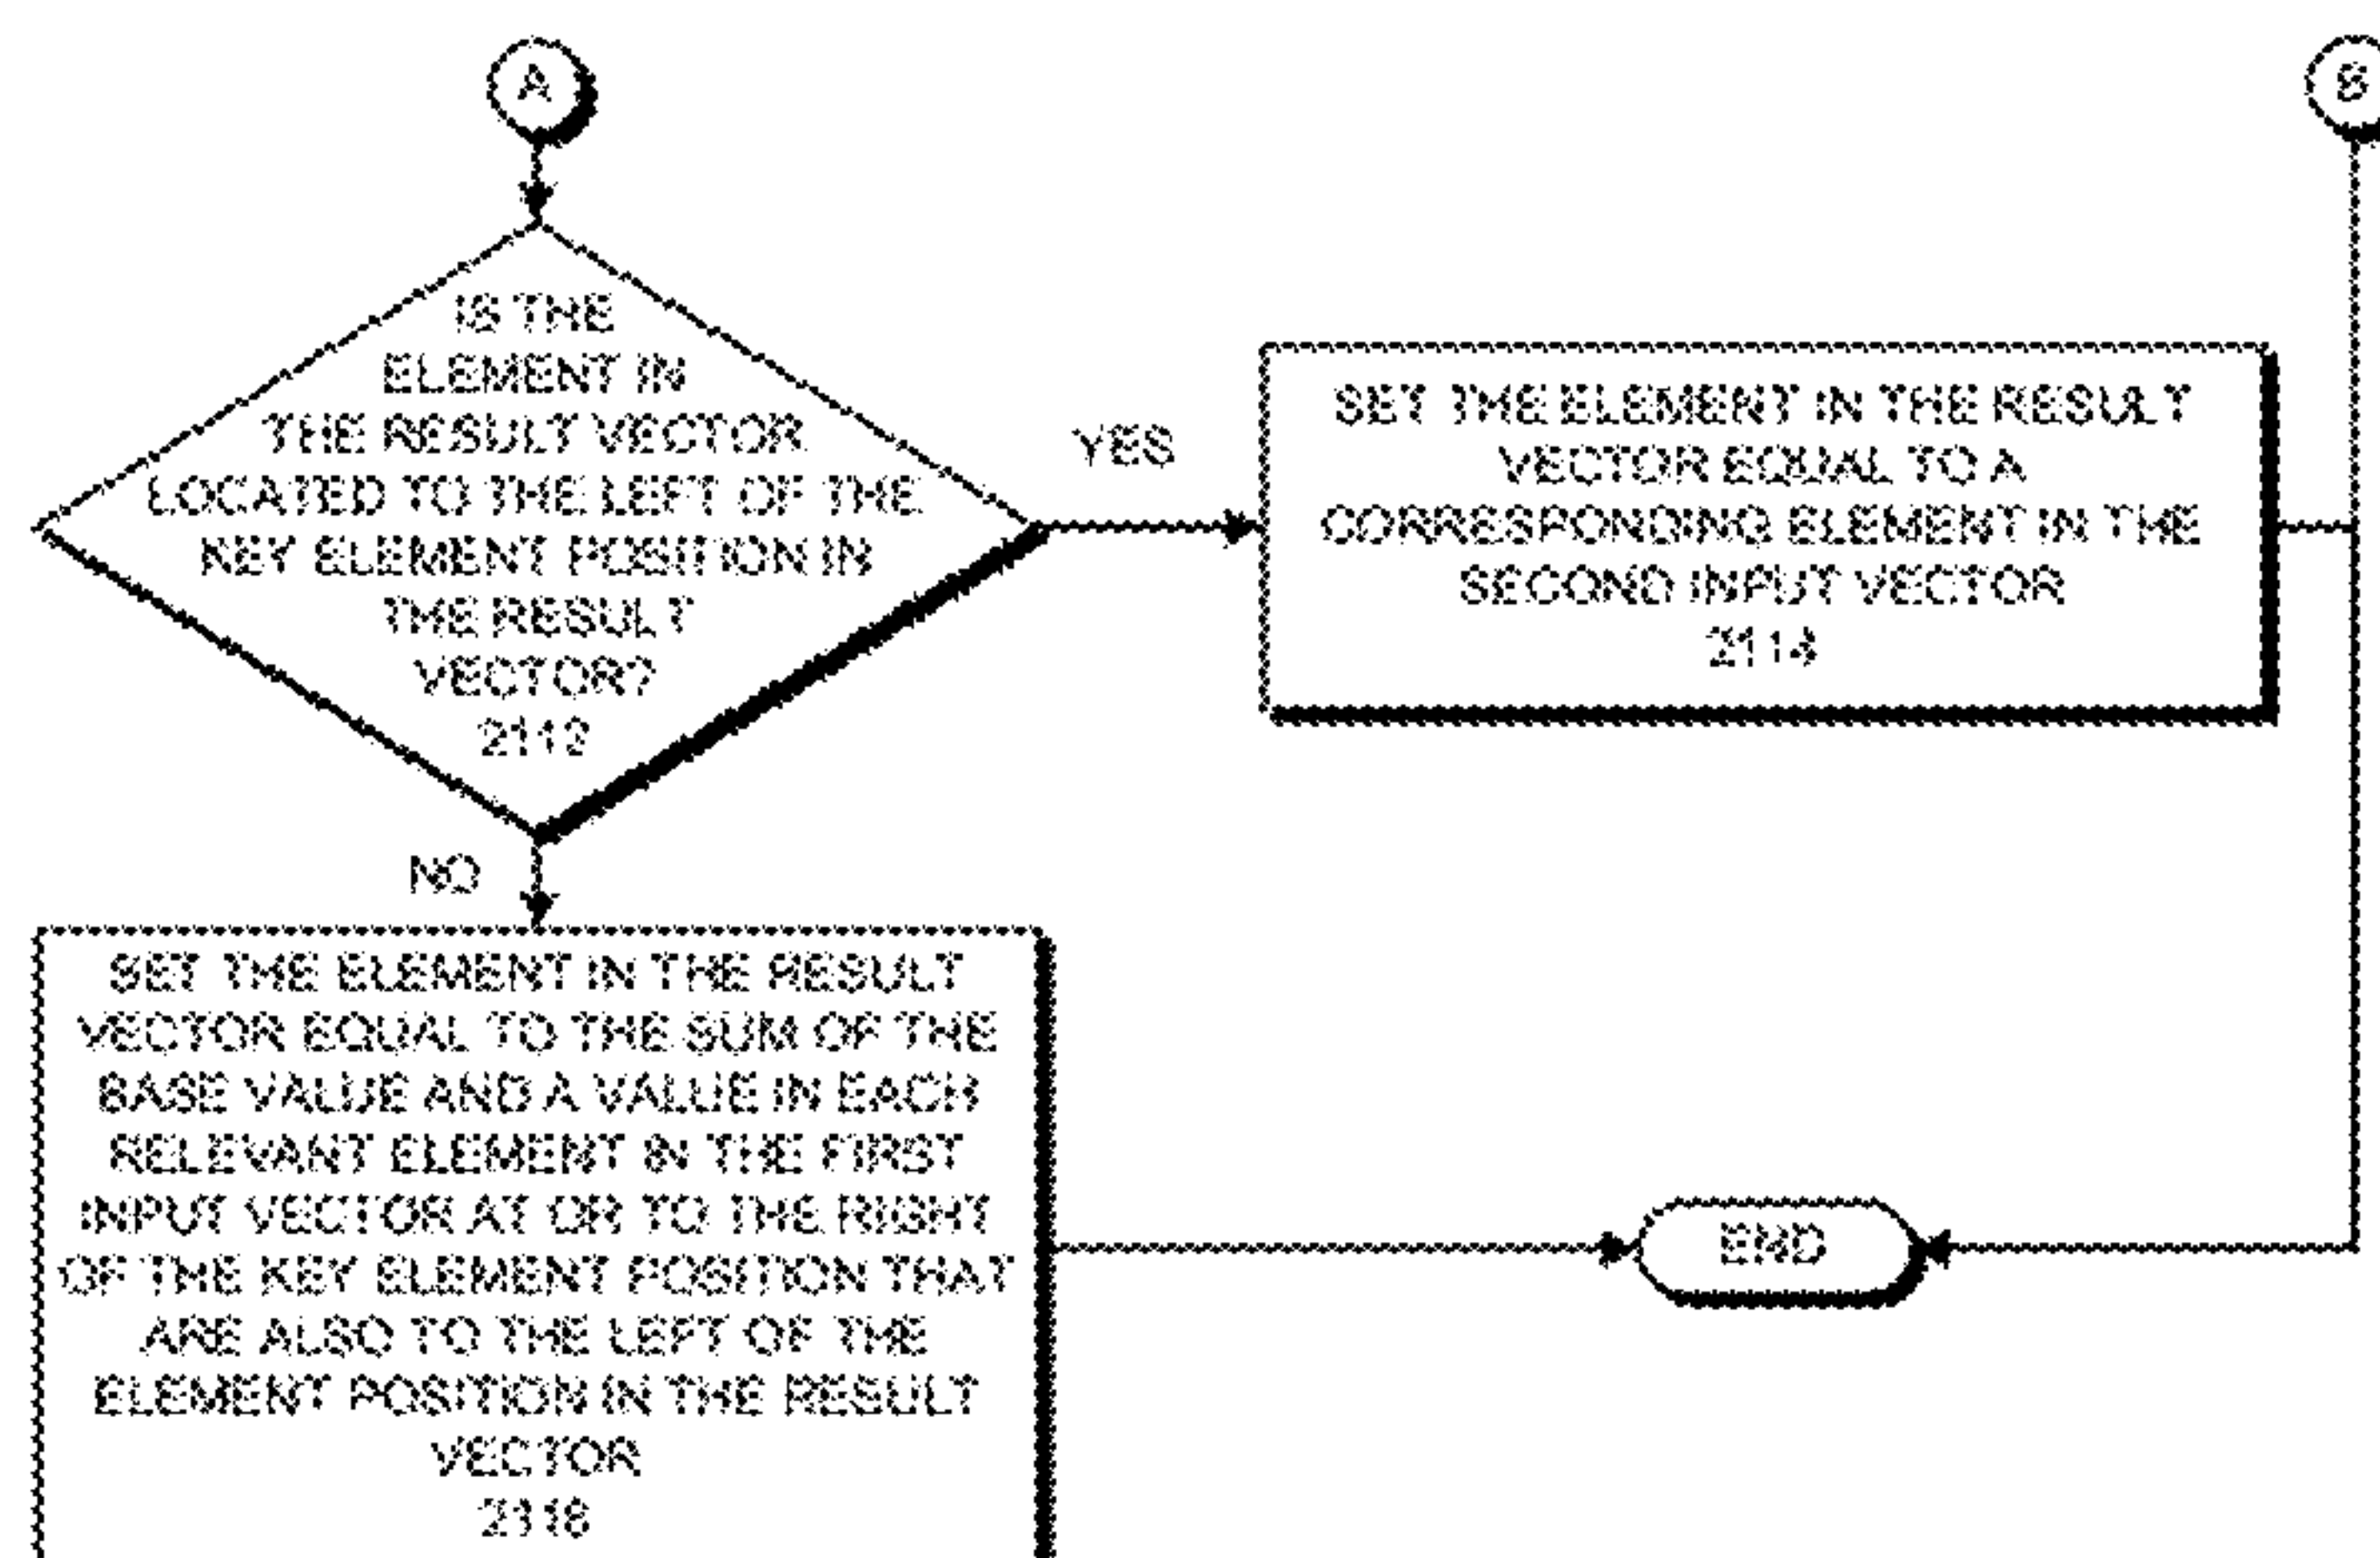 A
B
IS THE
ELEMENT IN
THE RESULT VECTOR
LOCATED TO THE LEFT OF THE
KEY ELEMENT POSITION IN
THE RESULT
VECTOR?
2112
YES
SET THE ELEMENT IN THE RESULT
VECTOR EQUAL TO A
CORRESPONDING ELEMENT IN THE
SECOND INPUT VECTOR
2114
NO
SET THE ELEMENT IN THE RESULT
VECTOR EQUAL TO THE SUM OF THE
BASE VALUE AND A VALUE IN EACH
RELEVANT ELEMENT IN THE FIRST
INPUT VECTOR AT OR TO THE RIGHT
OF THE KEY ELEMENT POSITION THAT
ARE ALSO TO THE LEFT OF THE
ELEMENT POSITION IN THE RESULT
VECTOR
2116
END